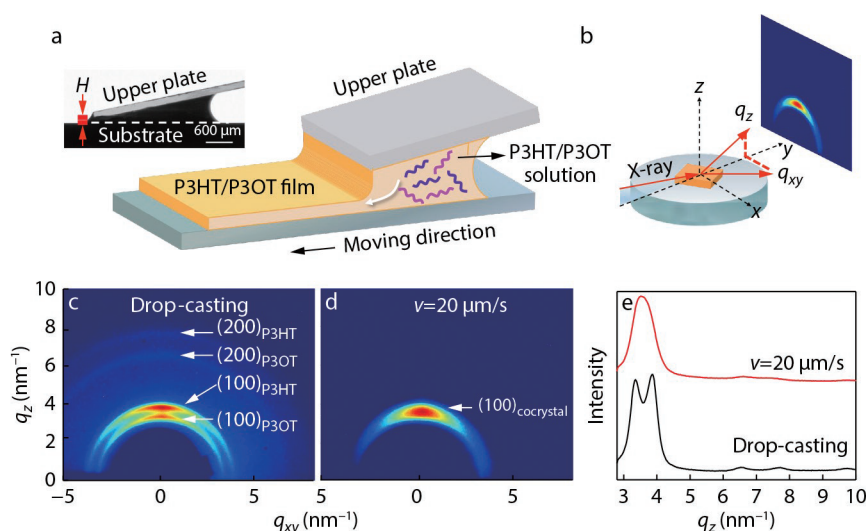 a
H
Upper plate
Substrate
600 μm
Upper plate
P3HT/P3OT film
P3HT/P3OT
solution
Moving direction
b
z
q_z
y
X-ray
q_xy
x
c
Drop-casting
(200)_P3HT
(200)_P3OT
(100)_P3HT
(100)_P3OT
10
8
6
4
2
0
q_z (nm⁻¹)
−5
0
5
d
v=20 μm/s
(100)_cocrystal
0
5
q_xy (nm⁻¹)
e
v=20 μm/s
Drop-casting
Intensity
3
4
5
6
7
8
9
10
q_z (nm⁻¹)